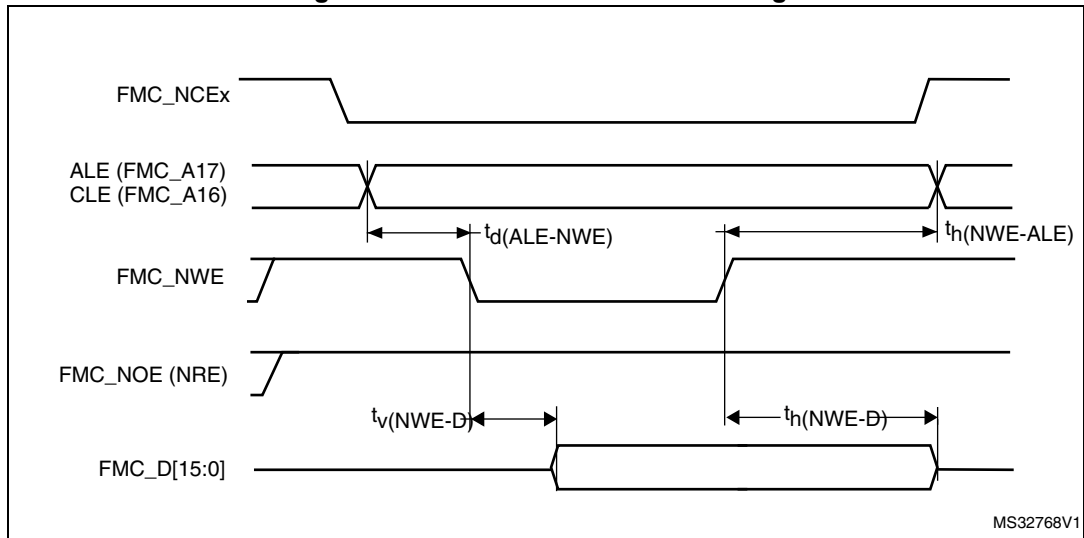 FMC_NCEx
ALE (FMC_A17)
CLE (FMC_A16)
td(ALE-NWE)
th(NWE-ALE)
FMC_NWE
FMC_NOE (NRE)
tv(NWE-D)
th(NWE-D)
FMC_D[15:0]
MS32768V1